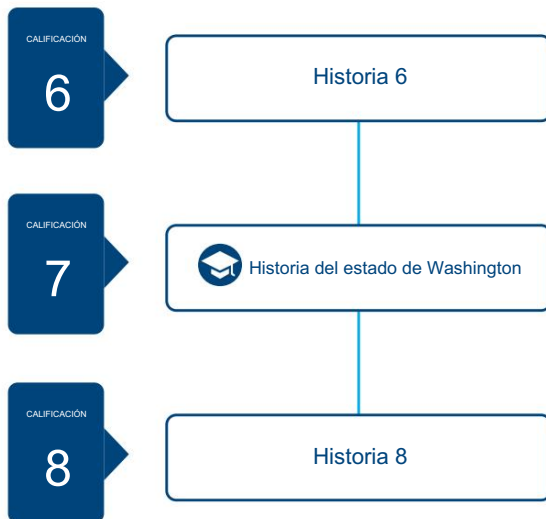 CALIFICACIÓN
6
Historia 6
CALIFICACIÓN
7
Historia del estado de Washington
CALIFICACIÓN
8
Historia 8